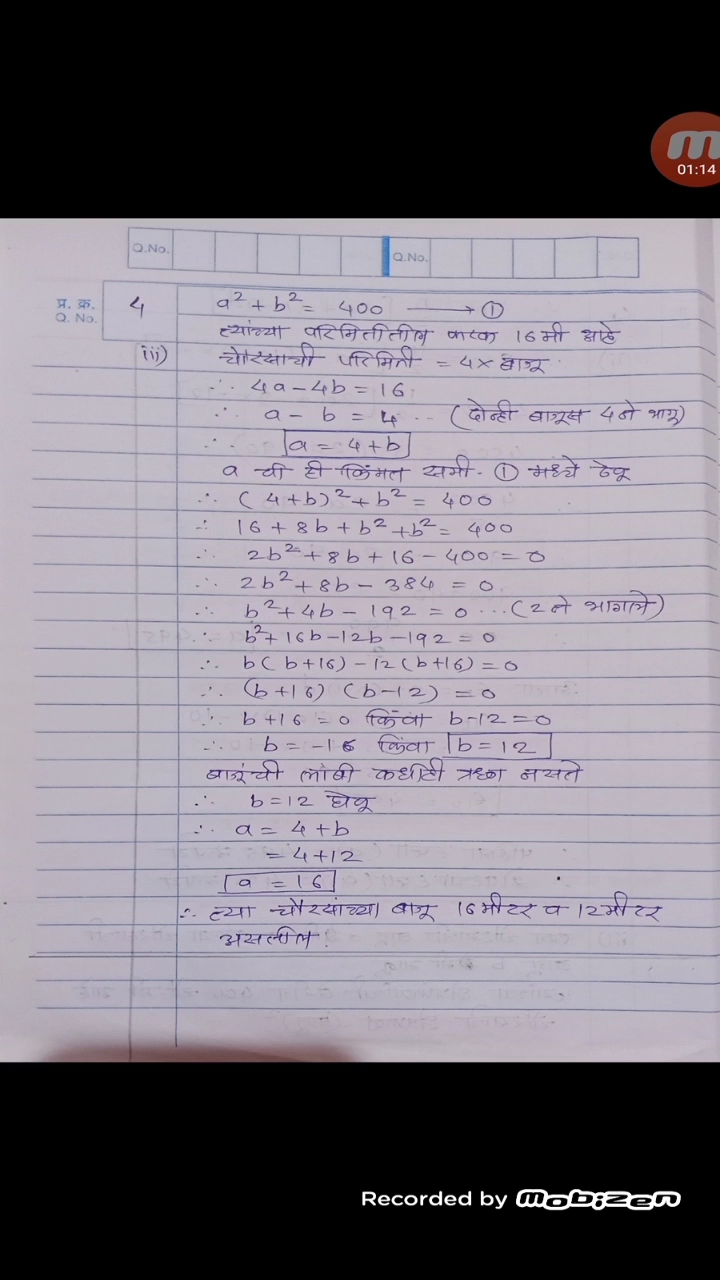 01:14
Q.No. Q.No.
प्र. क्र. 4 a² + b² = 400 ⟶ ①
Q. No.
त्यांच्या परिमितीतील फरक 16मी आहे
iii) चौरसाची परिमिती = 4 × बाजू
∴ 4a - 4b = 16
∴ a - b = 4 .. (दोन्ही बाजूस 4 ने भागू)
∴ a = 4 + b
a ची ही किंमत समी. ① मध्ये ठेवू
∴ (4+b)² + b² = 400
∴ 16 + 8b + b² + b² = 400
∴ 2b² + 8b + 16 - 400 = 0
∴ 2b² + 8b - 384 = 0
∴ b² + 4b - 192 = 0 ... (2 ने भागले)
∴ b² + 16b - 12b - 192 = 0
∴ b(b+16) - 12(b+16) = 0
∴ (b+16) (b-12) = 0
∴ b + 16 = 0 किंवा b - 12 = 0
∴ b = -16 किंवा b = 12
बाजूंची लांबी कधीही ऋण नसते
∴ b = 12 घेवू
∴ a = 4 + b
= 4 + 12
a = 16
∴ त्या चौरसांच्या बाजू 16 मीटर व 12 मीटर
असतील.
Recorded by mobizen